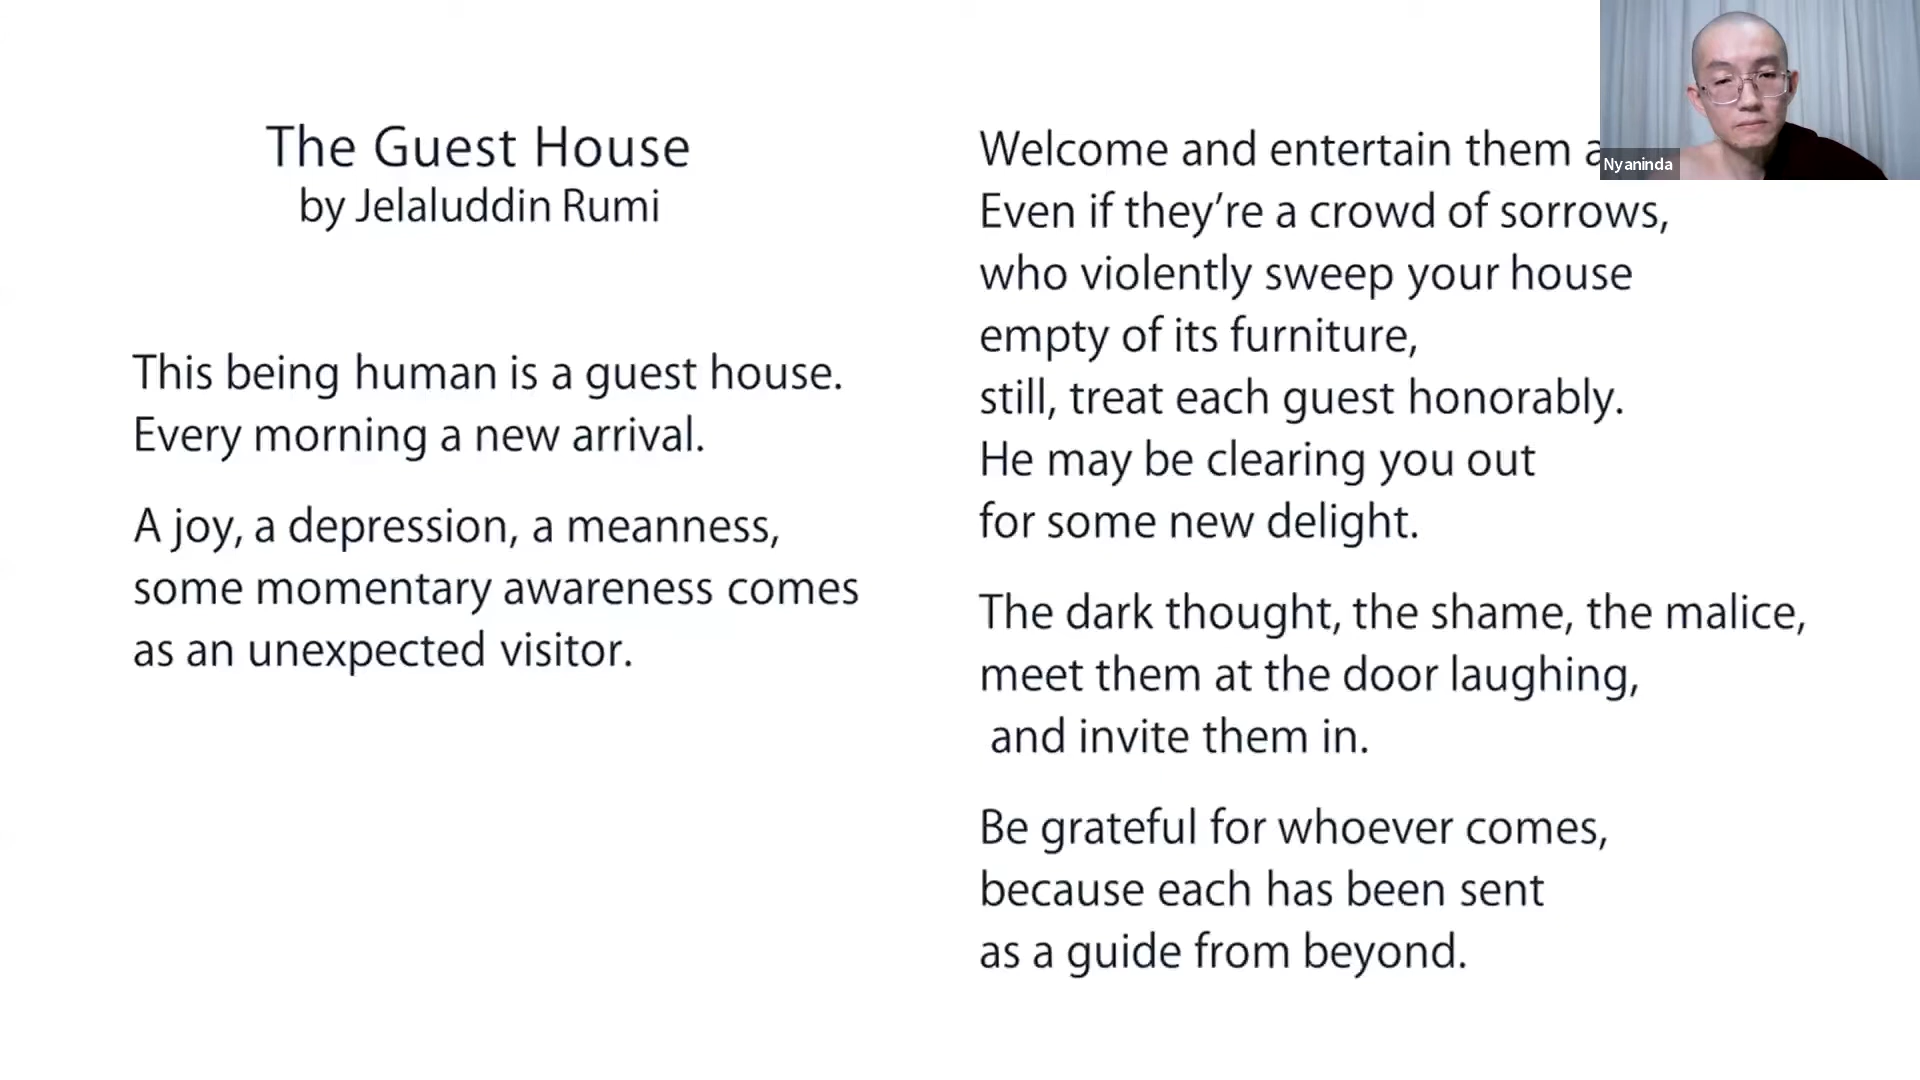 The Guest House
by Jelaluddin Rumi
This being human is a guest house.
Every morning a new arrival.
A joy, a depression, a meanness,
some momentary awareness comes
as an unexpected visitor.
Welcome and entertain them
Even if they’re a crowd of sorrows,
who violently sweep your house
empty of its furniture,
still, treat each guest honorably.
He may be clearing you out
for some new delight.
The dark thought, the shame, the malice,
meet them at the door laughing,
and invite them in.
Be grateful for whoever comes,
because each has been sent
as a guide from beyond.
Nyaninda